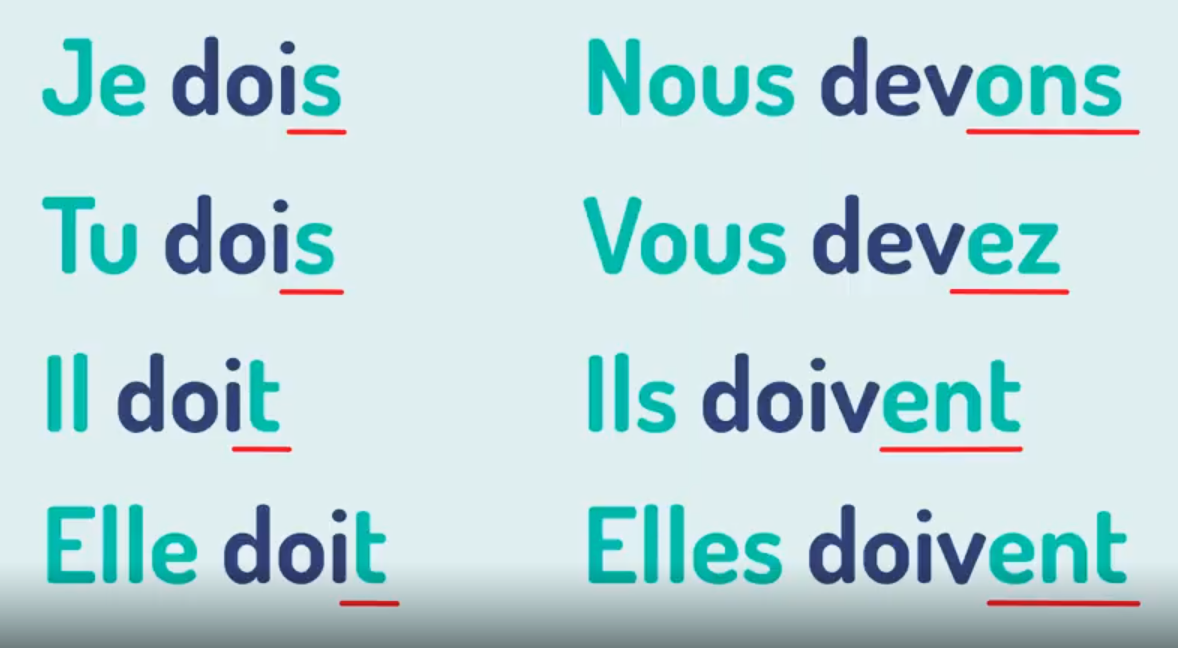 Je dois
Tu dois
Il doit
Elle doit
Nous devons
Vous devez
Ils doivent
Elles doivent